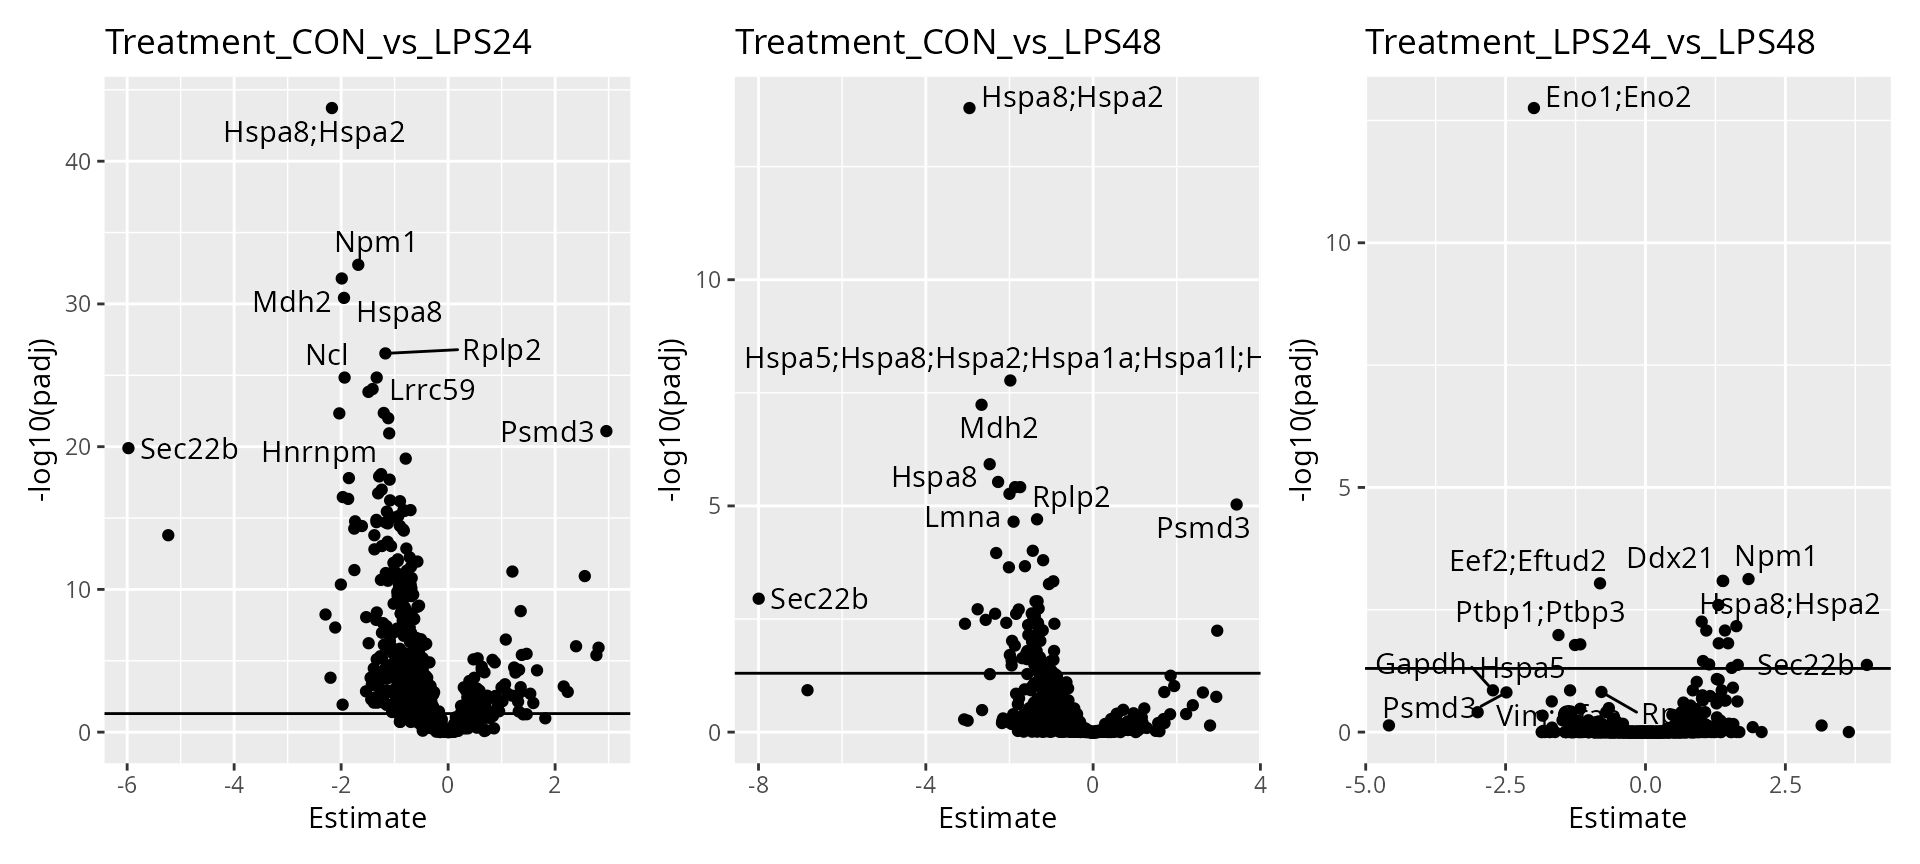 Treatment_CON_vs_LPS24
Treatment_CON_vs_LPS48
Treatment_LPS24_vs_LPS48
-log10(padj)
40
30
20
10
0
Hspa8;Hspa2
Npm1
Mdh2
Hspa8
Ncl
Rplp2
Lrrc59
Psmd3
Sec22b
Hnrnpm
-6
-4
-2
0
2
Estimate
-log10(padj)
10
5
0
Hspa8;Hspa2
Hspa5;Hspa8;Hspa2;Hspa1a;Hspa1l;H
Mdh2
Hspa8
Rplp2
Lmna
Psmd3
Sec22b
-8
-4
0
4
Estimate
-log10(padj)
10
5
0
Eno1;Eno2
Eef2;Eftud2
Ddx21
Npm1
Ptbp1;Ptbp3
Hspa8;Hspa2
Gapdh
Hspa5
Sec22b
Psmd3
-5.0
-2.5
0.0
2.5
Estimate